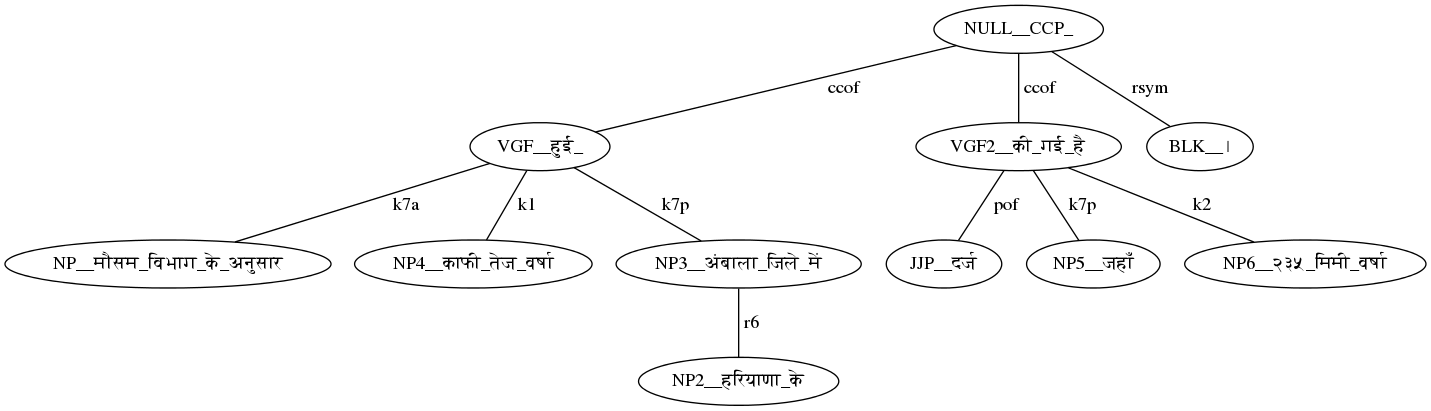 NULL__CCP_
ccof ccof rsym
VGF__हुई_ VGF2__की_गई_है BLK__।
k7a k1 k7p pof k7p k2
NP__मौसम_विभाग_के_अनुसार NP4__काफी_तेज_वर्षा NP3__अंबाला_जिले_में JJP__दर्ज NP5__जहाँ NP6__२३५_मिमी_वर्षा
r6
NP2__हरियाणा_के